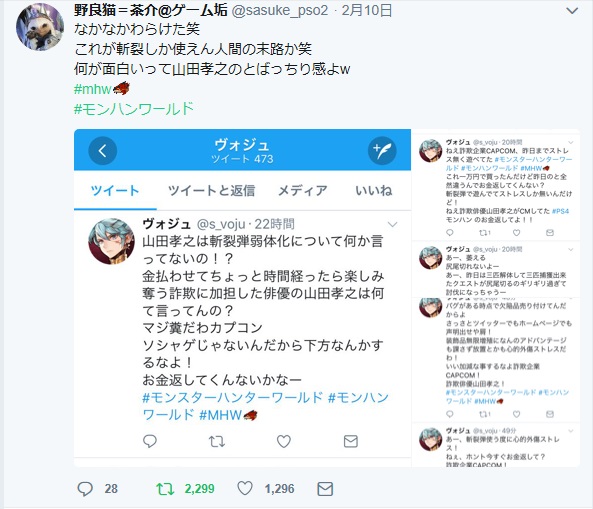 野良猫＝茶介@ゲーム垢 @sasuke_pso2・2月10日
なかなかわらけた笑
これが斬裂しか使えん人間の末路か笑
何が面白いって山田孝之のとばっちり感よw
#mhw
#モンハンワールド
ヴォジュ
ツイート 473
ツイート
ツイートと返信
メディア
いいね
ヴォジュ @s_voju・22時間
山田孝之は斬裂弾弱体化について何か言
ってないの！？
金払わせてちょっと時間経ったら楽しみ
奪う詐欺に加担した俳優の山田孝之は何
て言ってんの？
マジ糞だわカプコン
ソシャゲじゃないんだから下方なんかす
るなよ！
お金返してくんないかなー
#モンスターハンターワールド #モンハン
ワールド #MHW
ヴォジュ @s_voju・20時間
ねえ詐欺企業CAPCOM、昨日までストレ
ス無く遊べてた #モンスターハンターワー
ルド #モンハンワールド #MHW
これ一万円で買ったんだけど昨日のと全
然違うんでお金返してくんない？
斬裂弾で遊んでてストレスしか無いんだけ
ど！
ねえ詐欺俳優山田孝之がCMしてた #PS4
モンハン のお金返してよ！！
1
ヴォジュ @s_voju・20時間
あー、萎える
尻尾切れないよー
あー、昨日は三匹解体して三匹捕獲出来
たクエストが尻尾切るのギリギリ過ぎて
討伐になっちゃうー
ヴォジュ @s_voju・48分
バグがある時点で欠陥品売り付けてんだ
からよ
さっさとツイッターでもホームページでも
声明出せや屑！
装飾品無限増殖になんのアドバンテージ
も課さず放置とかも心的外傷ストレスだ
わ！
いい加減な事するなよ詐欺企業
CAPCOM！
詐欺俳優山田孝之！
#モンスターハンターワールド #モンハン
ワールド #MHW
1
ヴォジュ @s_voju・49分
あー、斬裂弾使う度に心的外傷ストレ
ス！
ねぇ、ホント今すぐお金返して？
詐欺企業CAPCOM！
28
2,299
1,296